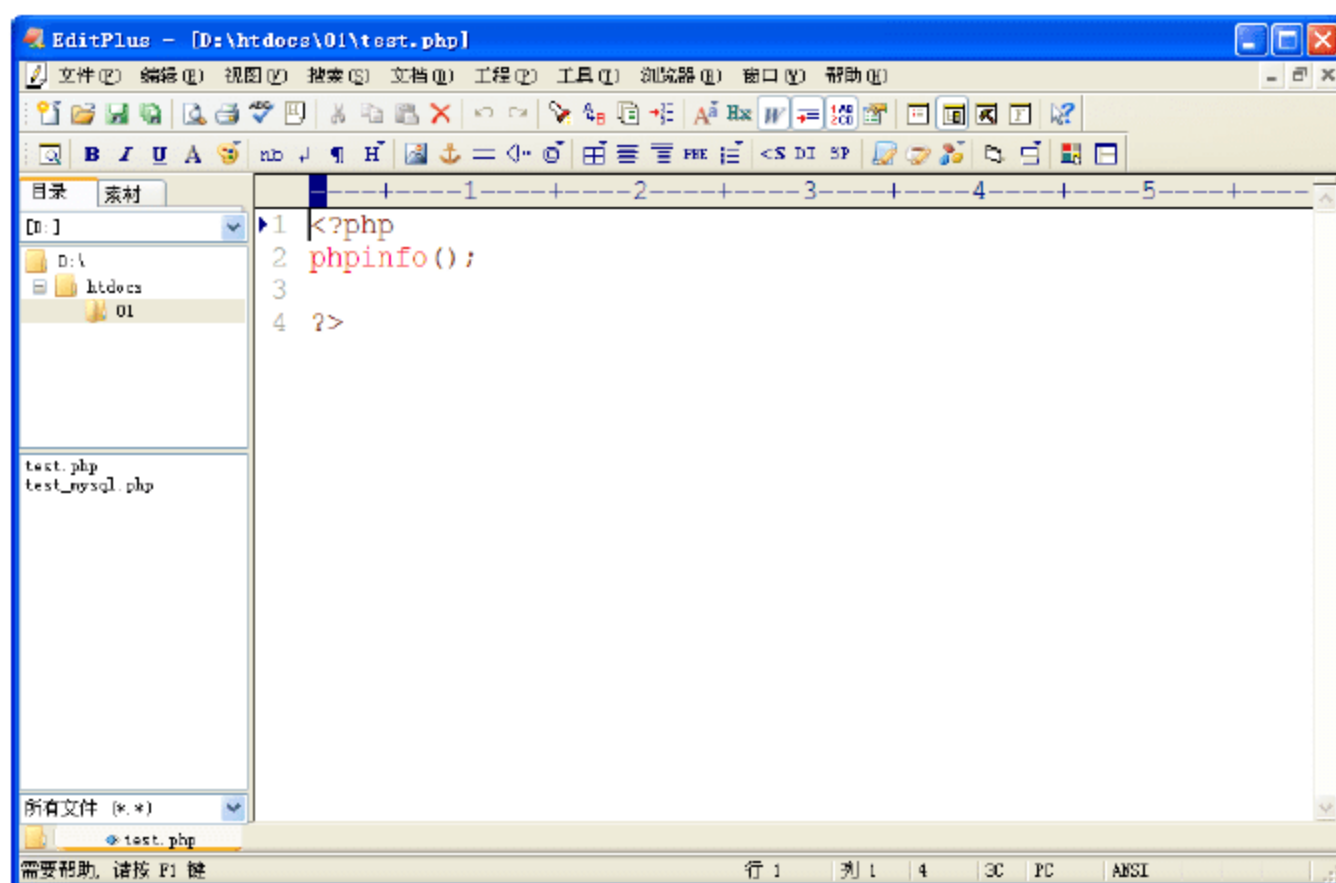 EditPlus - [D:\htdocs\01\test.php]
文件(F) 编辑(E) 视图(V) 搜索(S) 文档(D) 工程(P) 工具(T) 浏览器(B) 窗口(W) 帮助(H)
B I U A nb ¶ H <S DI SP
目录 素材
----+----1----+----2----+----3----+----4----+----5----+----
[D:]
D:\
htdocs
01
1 <?php
2 phpinfo();
3
4 ?>
test.php
test_mysql.php
所有文件 (*.*)
test.php
需要帮助, 请按 F1 键 行 1 列 1 4 3C PC ANSI